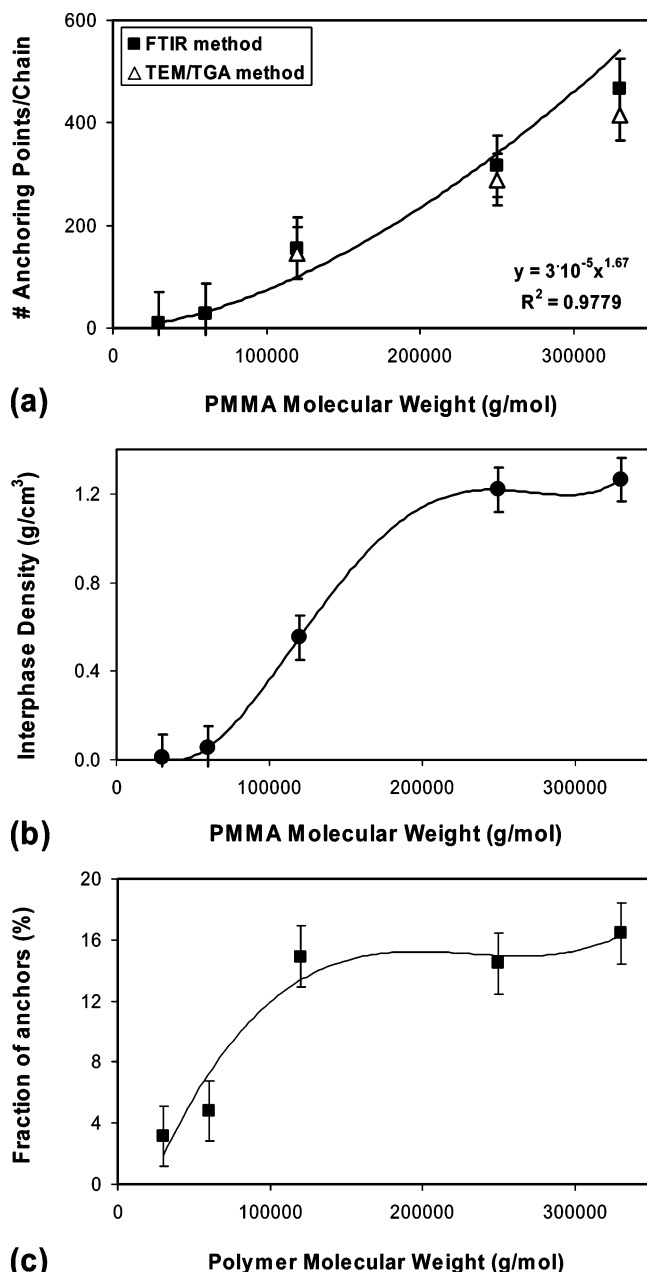 600
FTIR method
TEM/TGA method
400
200
0
# Anchoring Points/Chain
y = 3·10⁻⁵x¹·⁶⁷
R² = 0.9779
0 100000 200000 300000
(a) PMMA Molecular Weight (g/mol)
1.2
0.8
0.4
0.0
Interphase Density (g/cm³)
0 100000 200000 300000
(b) PMMA Molecular Weight (g/mol)
20
16
12
8
4
0
Fraction of anchors (%)
0 100000 200000 300000
(c) Polymer Molecular Weight (g/mol)